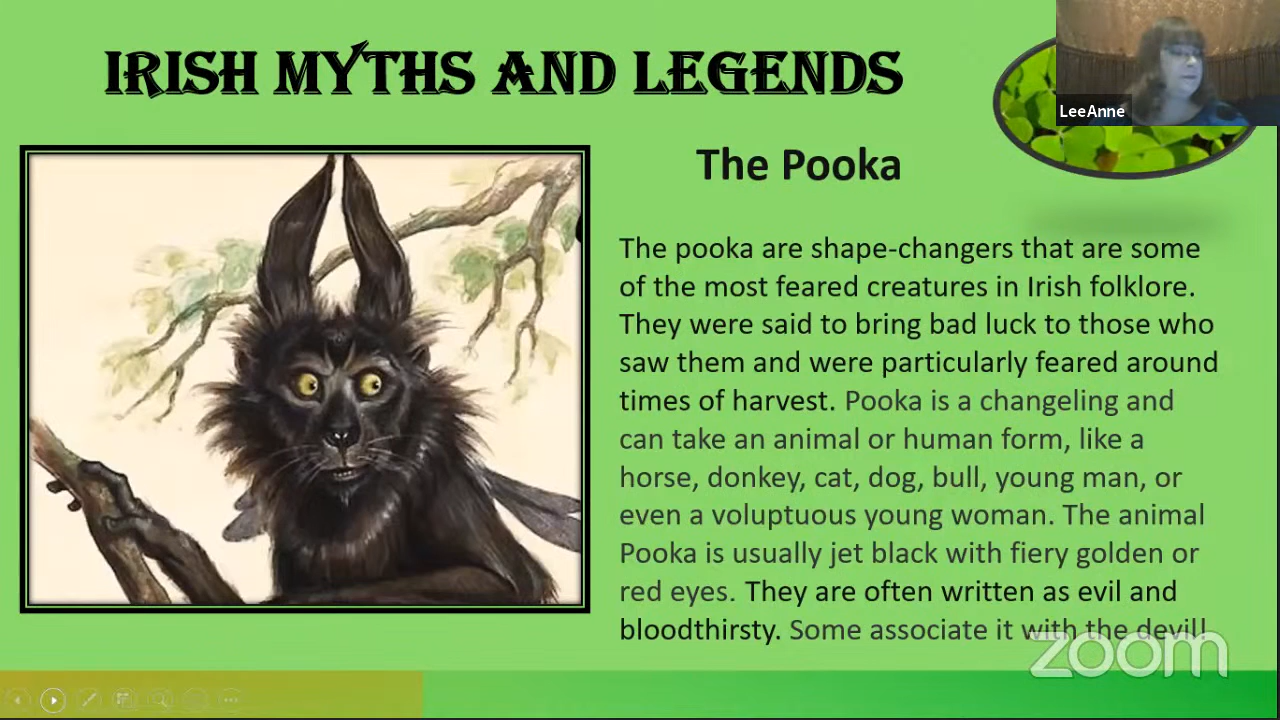 IRISH MYTHS AND LEGENDS
LeeAnne
The Pooka
The pooka are shape-changers that are some
of the most feared creatures in Irish folklore.
They were said to bring bad luck to those who
saw them and were particularly feared around
times of harvest. Pooka is a changeling and
can take an animal or human form, like a
horse, donkey, cat, dog, bull, young man, or
even a voluptuous young woman. The animal
Pooka is usually jet black with fiery golden or
red eyes. They are often written as evil and
bloodthirsty. Some associate it with the devil!
zoom